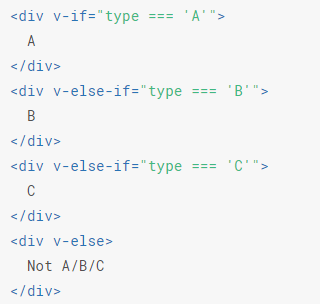 <div v-if="type === 'A'">
  A
</div>
<div v-else-if="type === 'B'">
  B
</div>
<div v-else-if="type === 'C'">
  C
</div>
<div v-else>
  Not A/B/C
</div>